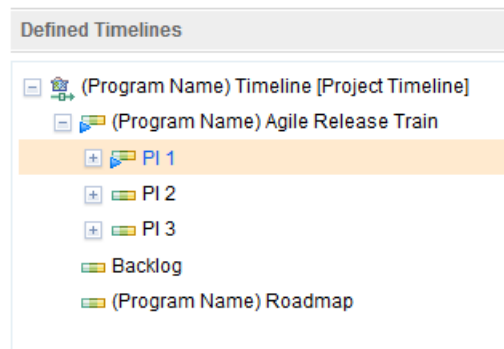 Defined Timelines
(Program Name) Timeline [Project Timeline]
(Program Name) Agile Release Train
PI 1
PI 2
PI 3
Backlog
(Program Name) Roadmap